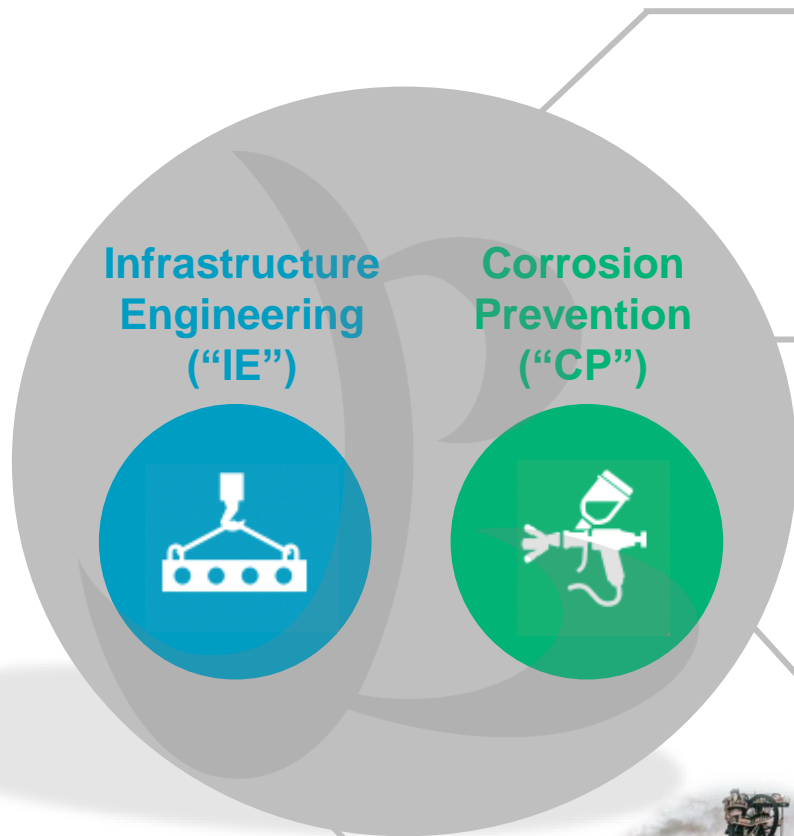 Infrastructure
Engineering
(“IE”)
Corrosion
Prevention
(“CP”)